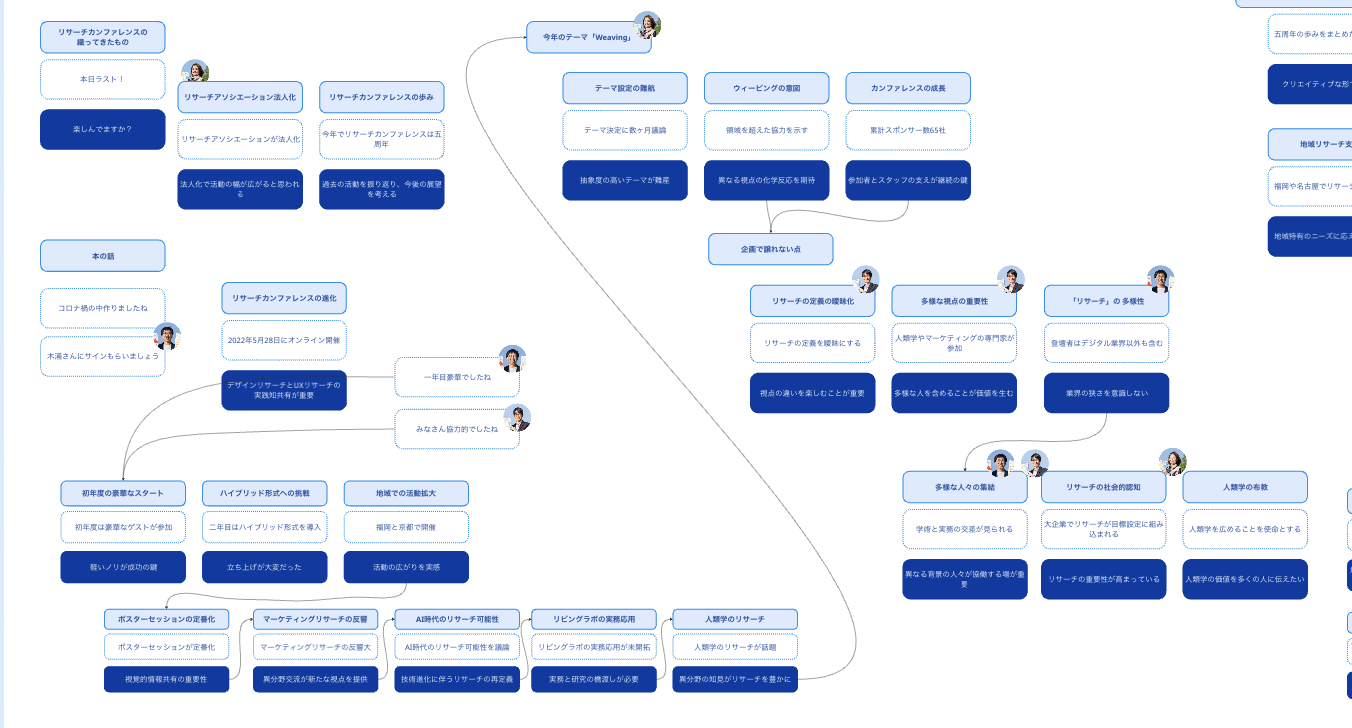 リサーチカンファレンスの
織ってきたもの
本日ラスト！
楽しんでますか？
リサーチアソシエーション法人化
リサーチアソシエーションが法人化
法人化で活動の幅が広がると思われ
る
リサーチカンファレンスの歩み
今年でリサーチカンファレンスは五
周年
過去の活動を振り返り、今後の展望
を考える
本の話
コロナ禍の中作りましたね
木浦さんにサインもらいましょう
リサーチカンファレンスの進化
2022年5月28日にオンライン開催
デザインリサーチとUXリサーチの
実践知共有が重要
一年目豪華でしたね
みなさん協力的でしたね
初年度の豪華なスタート
初年度は豪華なゲストが参加
軽いノリが成功の鍵
ハイブリッド形式への挑戦
二年目はハイブリッド形式を導入
立ち上げが大変だった
地域での活動拡大
福岡と京都で開催
活動の広がりを実感
ポスターセッションの定番化
ポスターセッションが定番化
視覚的情報共有の重要性
マーケティングリサーチの反響
マーケティングリサーチの反響大
異分野交流が新たな視点を提供
AI時代のリサーチ可能性
AI時代のリサーチ可能性を議論
技術進化に伴うリサーチの再定義
リビングラボの実務応用
リビングラボの実務応用が未開拓
実務と研究の橋渡しが必要
人類学のリサーチ
人類学のリサーチが話題
異分野の知見がリサーチを豊かに
今年のテーマ「Weaving」
テーマ設定の難航
テーマ決定に数ヶ月議論
抽象度の高いテーマが難産
ウィービングの意図
領域を超えた協力を示す
異なる視点の化学反応を期待
カンファレンスの成長
累計スポンサー数65社
参加者とスタッフの支えが継続の鍵
企画で譲れない点
リサーチの定義の曖昧化
リサーチの定義を曖昧にする
視点の違いを楽しむことが重要
多様な視点の重要性
人類学やマーケティングの専門家が
参加
多様な人を含めることが価値を生む
「リサーチ」の 多様性
登壇者はデジタル業界以外も含む
業界の狭さを意識しない
多様な人々の集結
学術と実務の交差が見られる
異なる背景の人々が協働する場が重
要
リサーチの社会的認知
大企業でリサーチが目標設定に組み
込まれる
リサーチの重要性が高まっている
人類学の布教
人類学を広めることを使命とする
人類学の価値を多くの人に伝えたい
五周年の歩みをまとめた
クリエイティブな形で
地域リサーチ支
福岡や名古屋でリサーチ
地域特有のニーズに応え